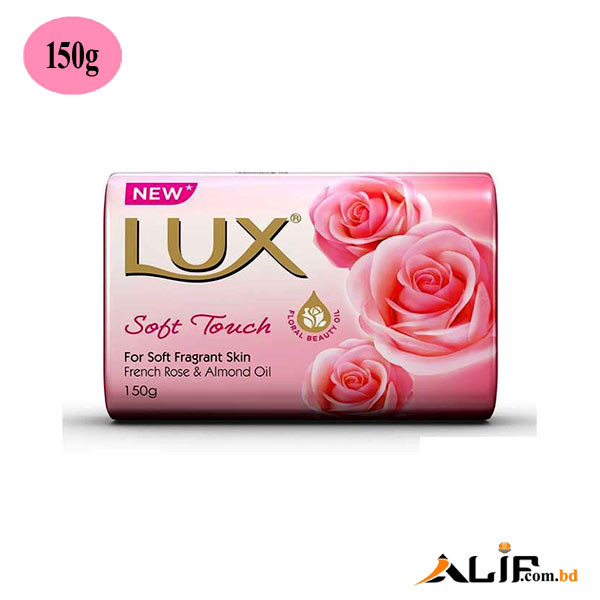 150g
NEW*
LUX®
Soft Touch
FLORAL BEAUTY OIL
For Soft Fragrant Skin
French Rose & Almond Oil
150g
ALIF.com.bd